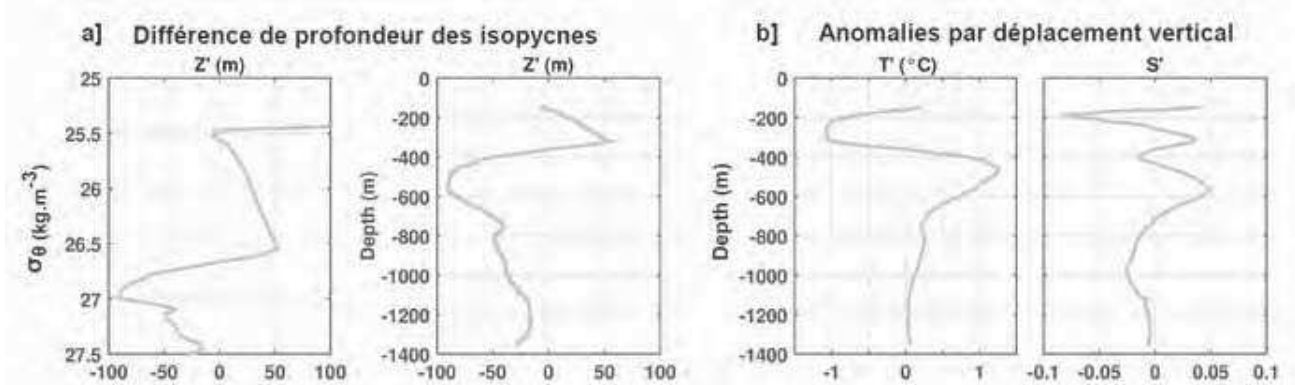 a] Différence de profondeur des isopycnes
b] Anomalies par déplacement vertical
Z' (m)
Z' (m)
T' (°C)
S'
25
25.5
26
26.5
27
27.5
σθ (kg.m-3)
-100 -50 0 50 100
0
-200
-400
-600
-800
-1000
-1200
-1400
Depth (m)
-100 -50 0 50 100
0
-200
-400
-600
-800
-1000
-1200
-1400
Depth (m)
-1 0 1
-0.1 -0.05 0 0.05 0.1